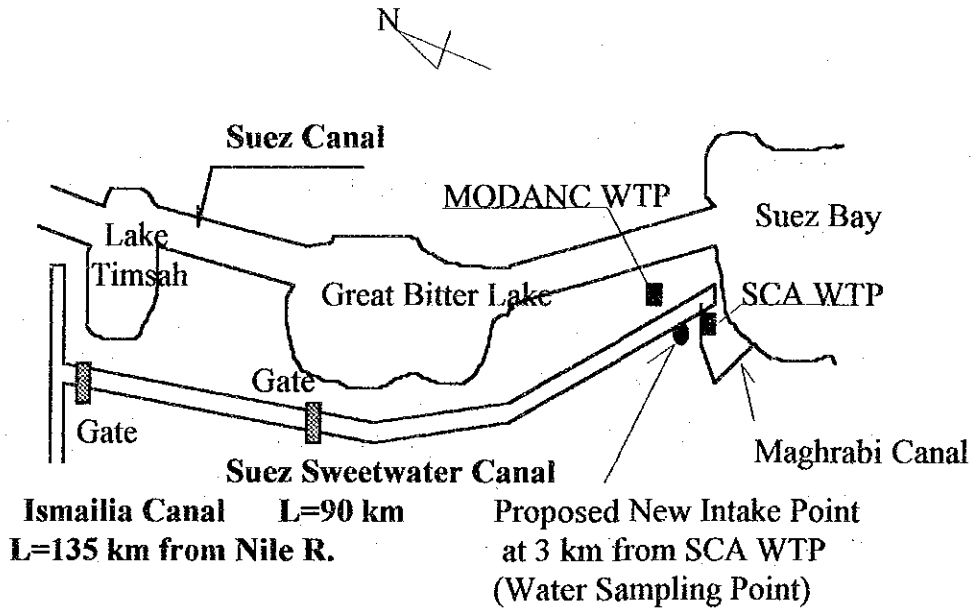 N
Suez Canal
MODANC WTP
Suez Bay
Lake
Timsah
Great Bitter Lake
SCA WTP
Gate
Gate
Maghrabi Canal
Suez Sweetwater Canal
Ismailia Canal L=90 km
L=135 km from Nile R.
Proposed New Intake Point
at 3 km from SCA WTP
(Water Sampling Point)